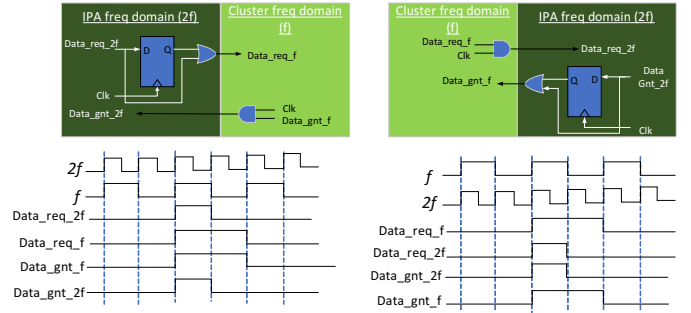 IPA freq domain (2f)
Cluster freq domain
(f)
Data_req_2f
D
Q
Data_req_f
Clk
Data_gnt_2f
Clk
Data_gnt_f
2f
f
Data_req_2f
Data_req_f
Data_gnt_f
Data_gnt_2f
Cluster freq domain
(f)
IPA freq domain (2f)
Data_req_f
Clk
Data_req_2f
Data_gnt_f
Q
D
Data
Gnt_2f
Clk
f
2f
Data_req_f
Data_req_2f
Data_gnt_2f
Data_gnt_f